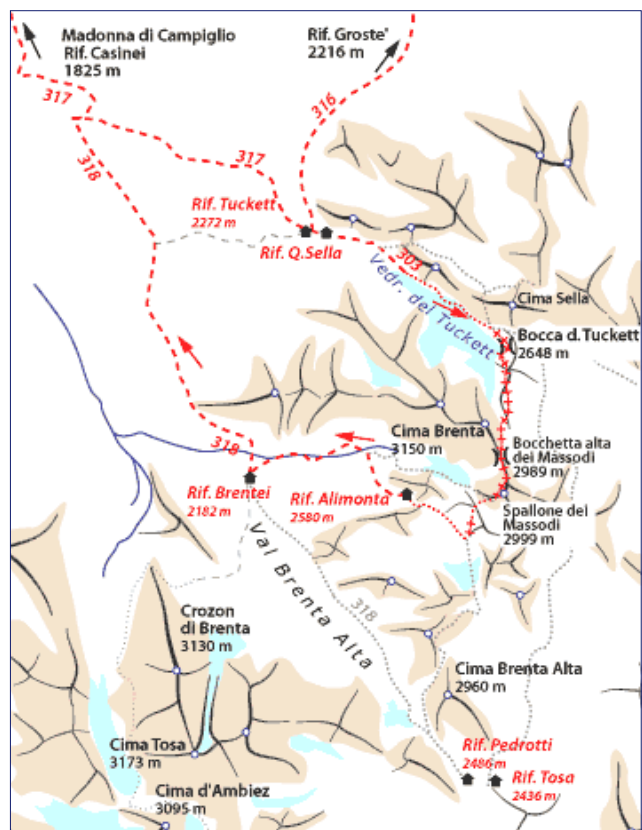 Madonna di Campiglio
Rif. Casinei
1825 m
Rif. Groste'
2216 m
317
316
318
317
Rif. Tuckett
2272 m
Rif. Q.Sella
303
Vedr. dei Tuckett
Cima Sella
Bocca d. Tuckett
2648 m
318
Cima Brenta
3150 m
Bocchetta alta
dei Massodi
2989 m
Rif. Brentei
2182 m
Rif. Alimonta
2580 m
Spallone dei
Massodi
2999 m
Val Brenta Alta
318
Crozon
di Brenta
3130 m
Cima Brenta Alta
2960 m
Cima Tosa
3173 m
Rif. Pedrotti
2486 m
Rif. Tosa
2436 m
Cima d'Ambiez
3095 m